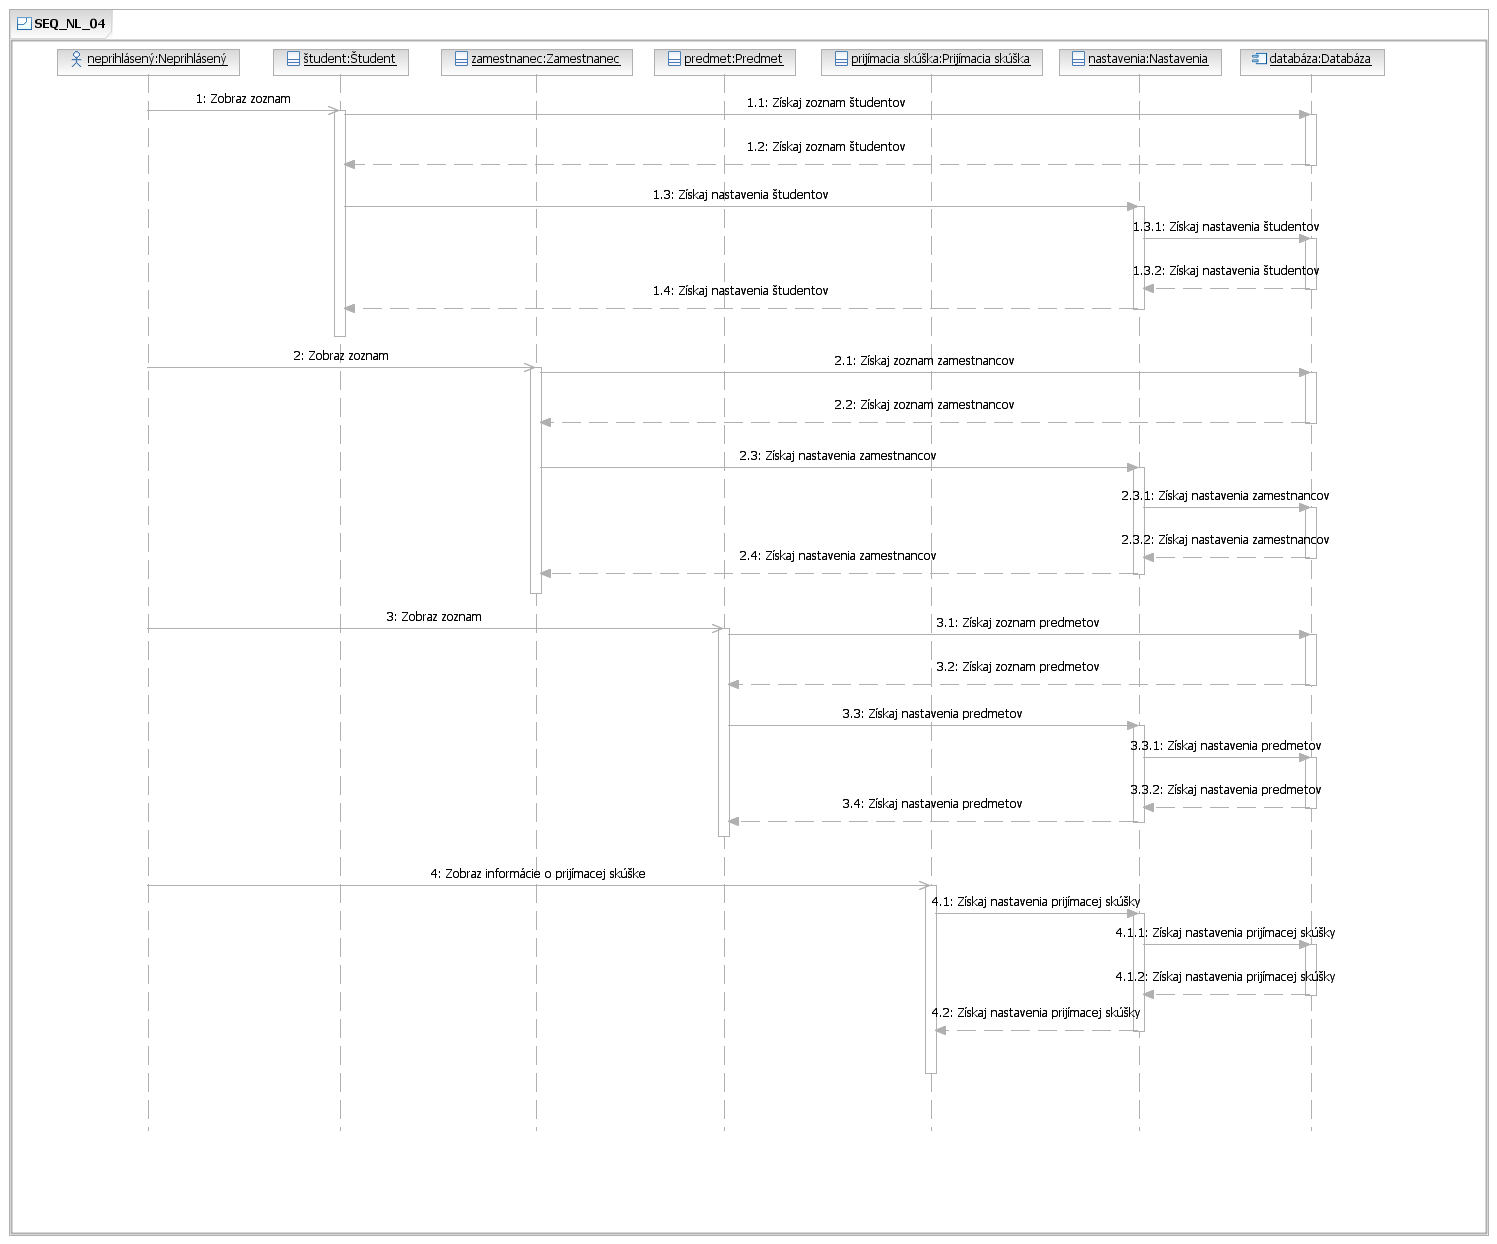 SEQ_NL_04
neprihlásený:Neprihlásený
študent:Študent
zamestnanec:Zamestnanec
predmet:Predmet
prijímacia skúška:Prijímacia skúška
nastavenia:Nastavenia
databáza:Databáza
1: Zobraz zoznam
1.1: Získaj zoznam študentov
1.2: Získaj zoznam študentov
1.3: Získaj nastavenia študentov
1.3.1: Získaj nastavenia študentov
1.3.2: Získaj nastavenia študentov
1.4: Získaj nastavenia študentov
2: Zobraz zoznam
2.1: Získaj zoznam zamestnancov
2.2: Získaj zoznam zamestnancov
2.3: Získaj nastavenia zamestnancov
2.3.1: Získaj nastavenia zamestnancov
2.3.2: Získaj nastavenia zamestnancov
2.4: Získaj nastavenia zamestnancov
3: Zobraz zoznam
3.1: Získaj zoznam predmetov
3.2: Získaj zoznam predmetov
3.3: Získaj nastavenia predmetov
3.3.1: Získaj nastavenia predmetov
3.3.2: Získaj nastavenia predmetov
3.4: Získaj nastavenia predmetov
4: Zobraz informácie o prijímacej skúške
4.1: Získaj nastavenia prijímacej skúšky
4.1.1: Získaj nastavenia prijímacej skúšky
4.1.2: Získaj nastavenia prijímacej skúšky
4.2: Získaj nastavenia prijímacej skúšky